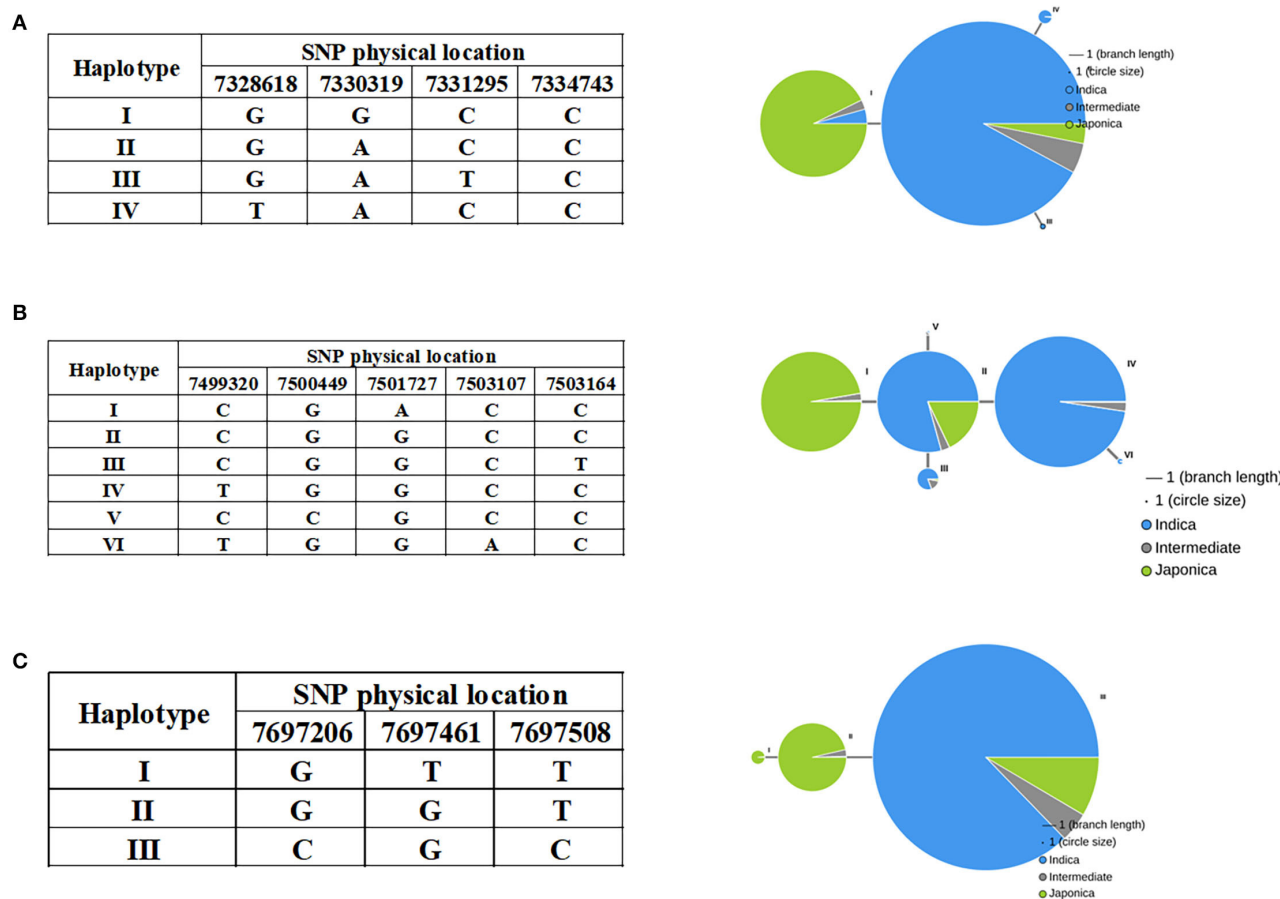 A
Haplotype SNP physical location
7328618 7330319 7331295 7334743
I G G C C
II G A C C
III G A T C
IV T A C C
IV
I
III
1 (branch length)
1 (circle size)
Indica
Intermediate
Japonica
B
Haplotype SNP physical location
7499320 7500449 7501727 7503107 7503164
I C G A C C
II C G G C C
III C G G C T
IV T G G C C
V C C G C C
VI T G G A C
V
I II IV
III VI
1 (branch length)
1 (circle size)
Indica
Intermediate
Japonica
C
Haplotype SNP physical location
7697206 7697461 7697508
I G T T
II G G T
III C G C
III
I II
1 (branch length)
1 (circle size)
Indica
Intermediate
Japonica